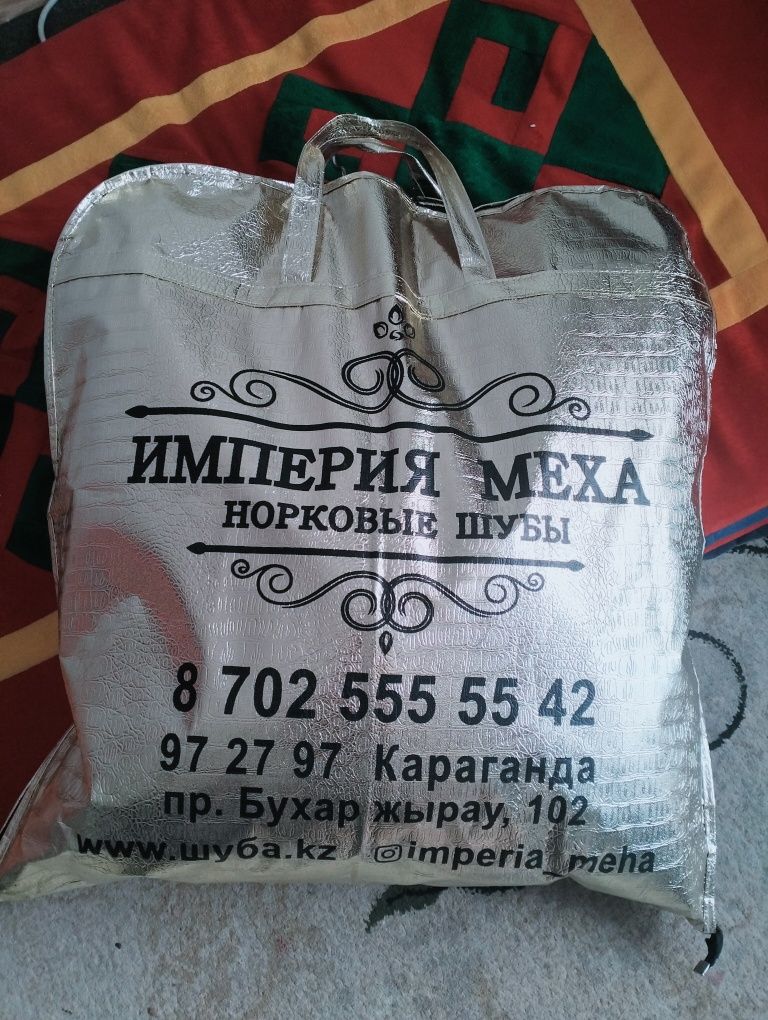 ИМПЕРИЯ МЕХА
НОРКОВЫЕ ШУБЫ
8 702 555 55 42
97 27 97 Караганда
пр. Бухар жырау, 102
www.шуба.kz imperia_meha